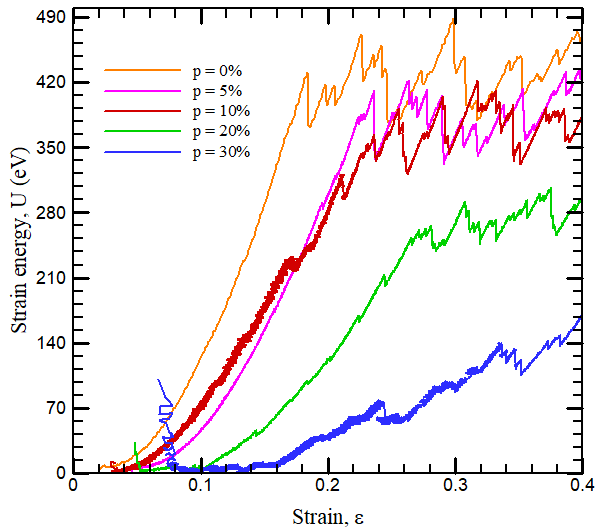 490
420
350
280
210
140
70
0
Strain energy, U (eV)
p = 0%
p = 5%
p = 10%
p = 20%
p = 30%
0 0.1 0.2 0.3 0.4
Strain, ε